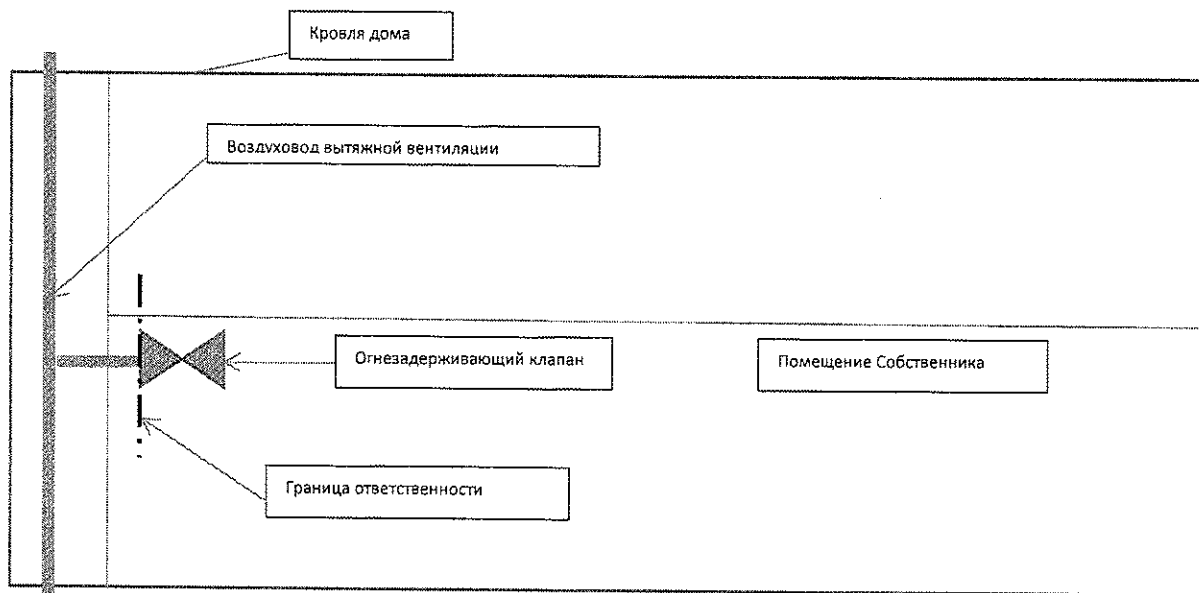 Кровля дома
Воздуховод вытяжной вентиляции
Огнезадерживающий клапан
Помещение Собственника
Граница ответственности